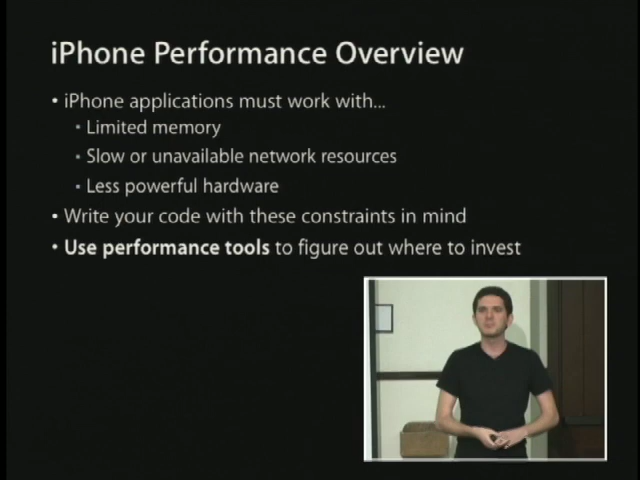 iPhone Performance Overview
• iPhone applications must work with...
• Limited memory
• Slow or unavailable network resources
• Less powerful hardware
• Write your code with these constraints in mind
• Use performance tools to figure out where to invest